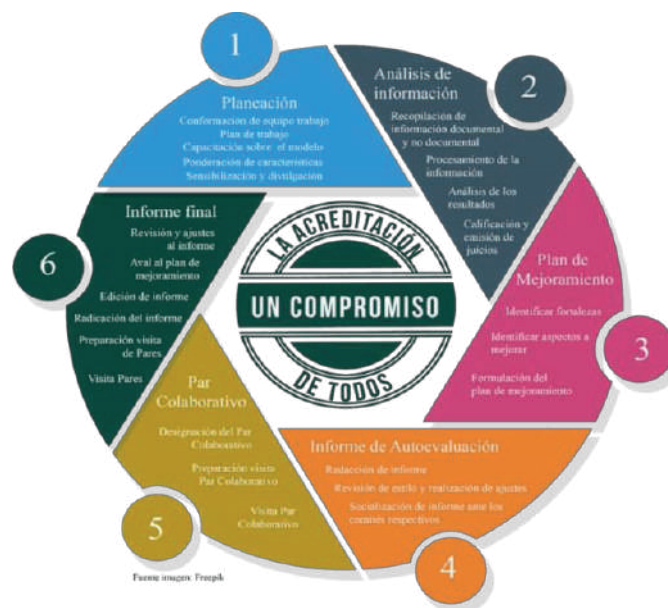 1
Planeación
Conformación de equipo trabajo
Plan de trabajo
Capacitación sobre el modelo
Ponderación de características
Sensibilización y divulgación
2
Análisis de
información
Recopilación de
información documental
y no documental
Procesamiento de la
información
Análisis de los
resultados
Calificación y
emisión de
juicios
3
Plan de
Mejoramiento
Identificar fortalezas
Identificar aspectos a
mejorar
Formulación del
plan de mejoramiento
4
Informe de Autoevaluación
Redacción de informe
Revisión de estilo y realización de ajustes
Socialización de informe ante los
comités respectivos
5
Par
Colaborativo
Designación del Par
Colaborativo
Preparación visita
Par Colaborativo
Visita Par
Colaborativo
6
Informe final
Revisión y ajustes
al informe
Aval al plan de
mejoramiento
Edición de informe
Radicación del informe
Preparación visita
de Pares
Visita Pares
LA ACREDITACIÓN
UN COMPROMISO
DE TODOS
Fuente imagen: Freepik